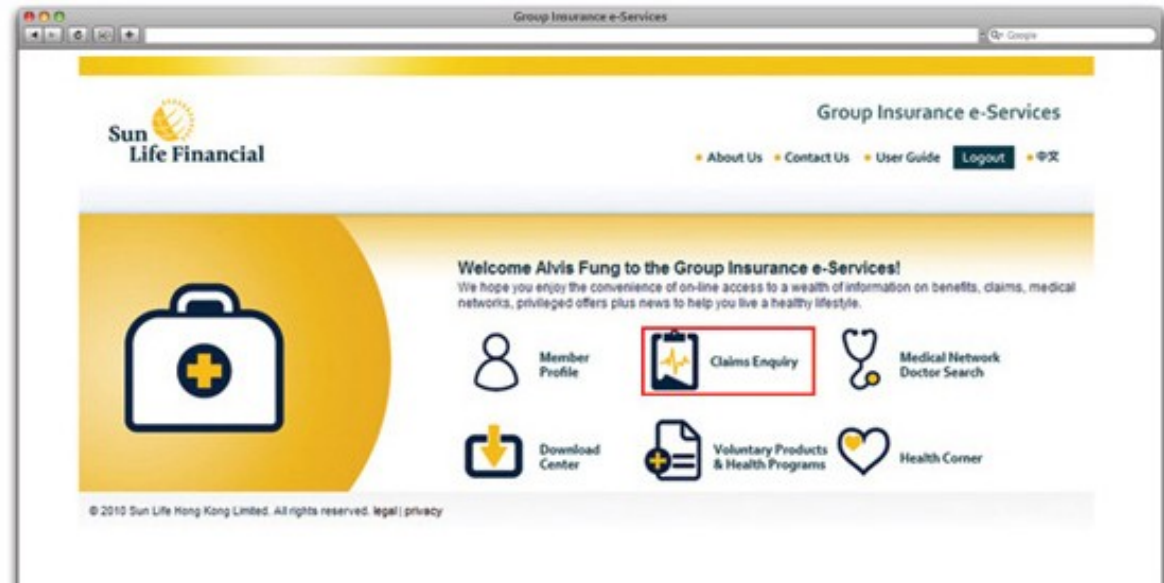 Group Insurance e-Services
Google
Sun
Life Financial
Group Insurance e-Services
About Us
Contact Us
User Guide
Logout
中文
Welcome Alvis Fung to the Group Insurance e-Services!
We hope you enjoy the convenience of on-line access to a wealth of information on benefits, claims, medical
networks, privileged offers plus news to help you live a healthy lifestyle.
Member
Profile
Claims Enquiry
Medical Network
Doctor Search
Download
Center
Voluntary Products
& Health Programs
Health Corner
© 2010 Sun Life Hong Kong Limited. All rights reserved. legal | privacy